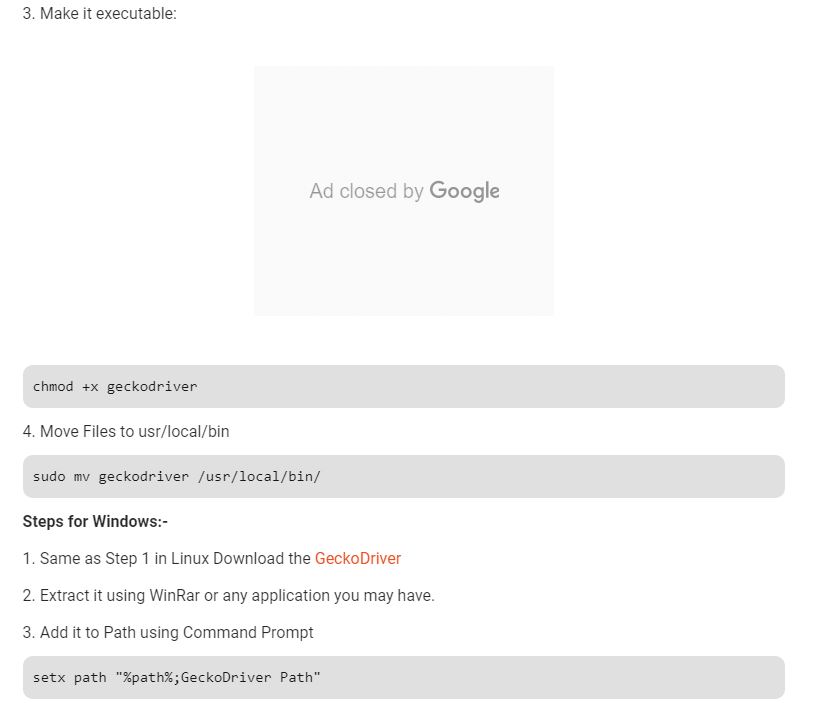 3. Make it executable:
Ad closed by Google
chmod +x geckodriver
4. Move Files to usr/local/bin
sudo mv geckodriver /usr/local/bin/
Steps for Windows:-
1. Same as Step 1 in Linux Download the GeckoDriver
2. Extract it using WinRar or any application you may have.
3. Add it to Path using Command Prompt
setx path "%path%;GeckoDriver Path"